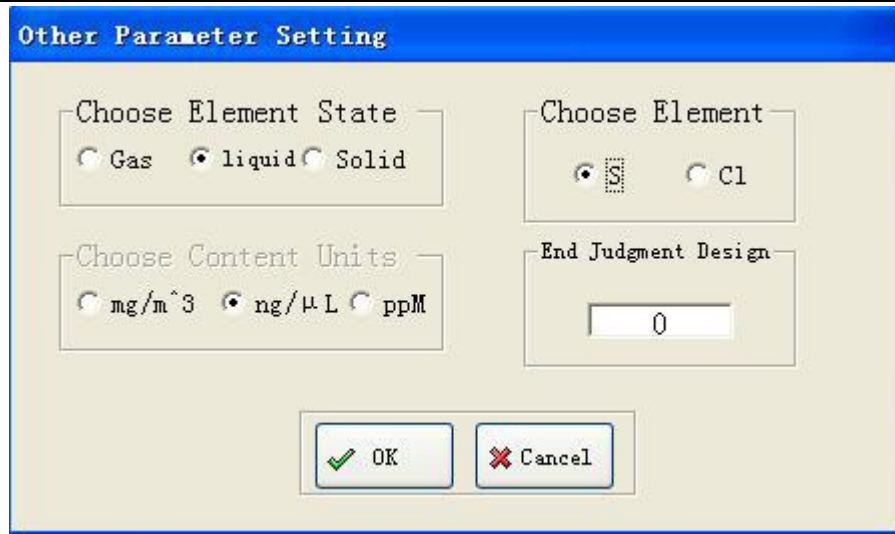 Other Parameter Setting
Choose Element State
Gas liquid Solid
Choose Element
S Cl
Choose Content Units
mg/m^3 ng/μL ppM
End Judgment Design
0
OK Cancel